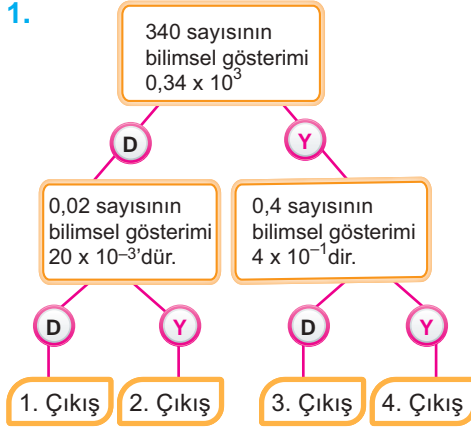 1.
340 sayısının
bilimsel gösterimi
0,34 x 10³
D
Y
0,02 sayısının
bilimsel gösterimi
20 x 10⁻³'dür.
0,4 sayısının
bilimsel gösterimi
4 x 10⁻¹dir.
D
Y
D
Y
1. Çıkış
2. Çıkış
3. Çıkış
4. Çıkış